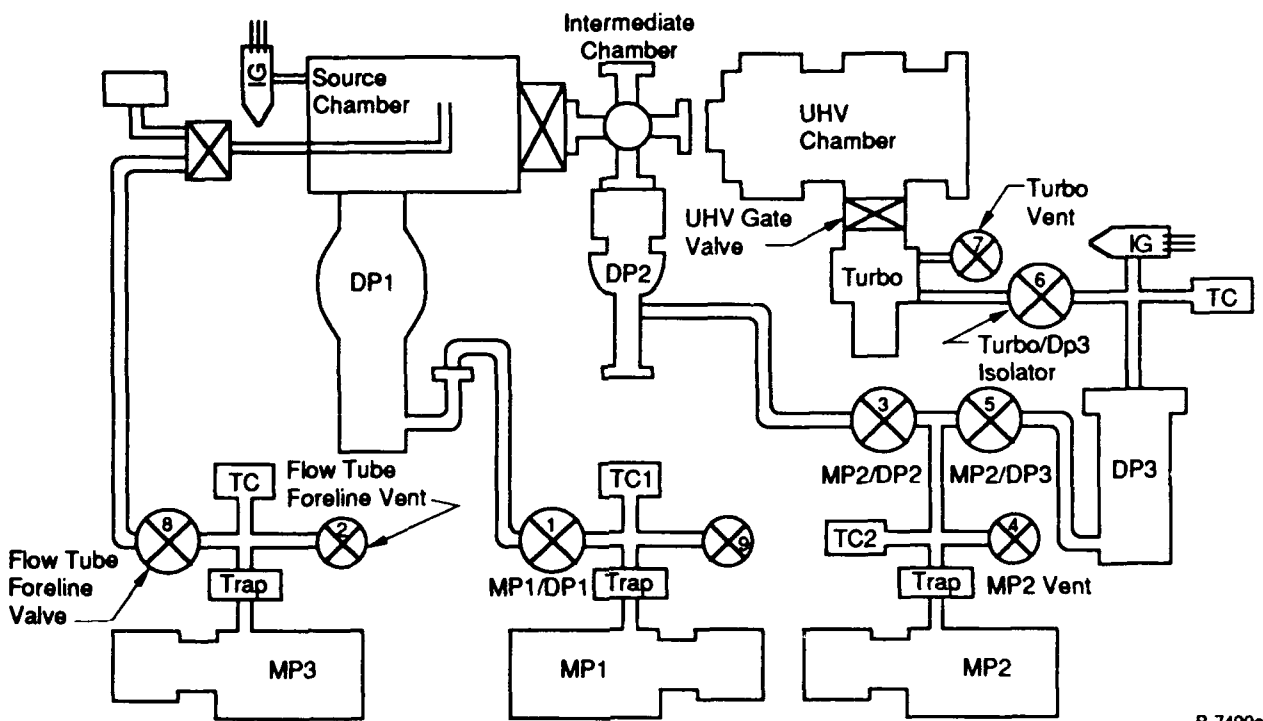 Intermediate
Chamber
IG
Source
Chamber
UHV
Chamber
UHV Gate
Valve
Turbo
Vent
7
IG
DP1
DP2
Turbo
6
TC
Turbo/Dp3
Isolator
3
5
MP2/DP2
MP2/DP3
DP3
TC
Flow Tube
Foreline Vent
TC1
8
2
1
9
TC2
4
Flow Tube
Foreline
Valve
MP1/DP1
MP2 Vent
Trap
Trap
Trap
MP3
MP1
MP2